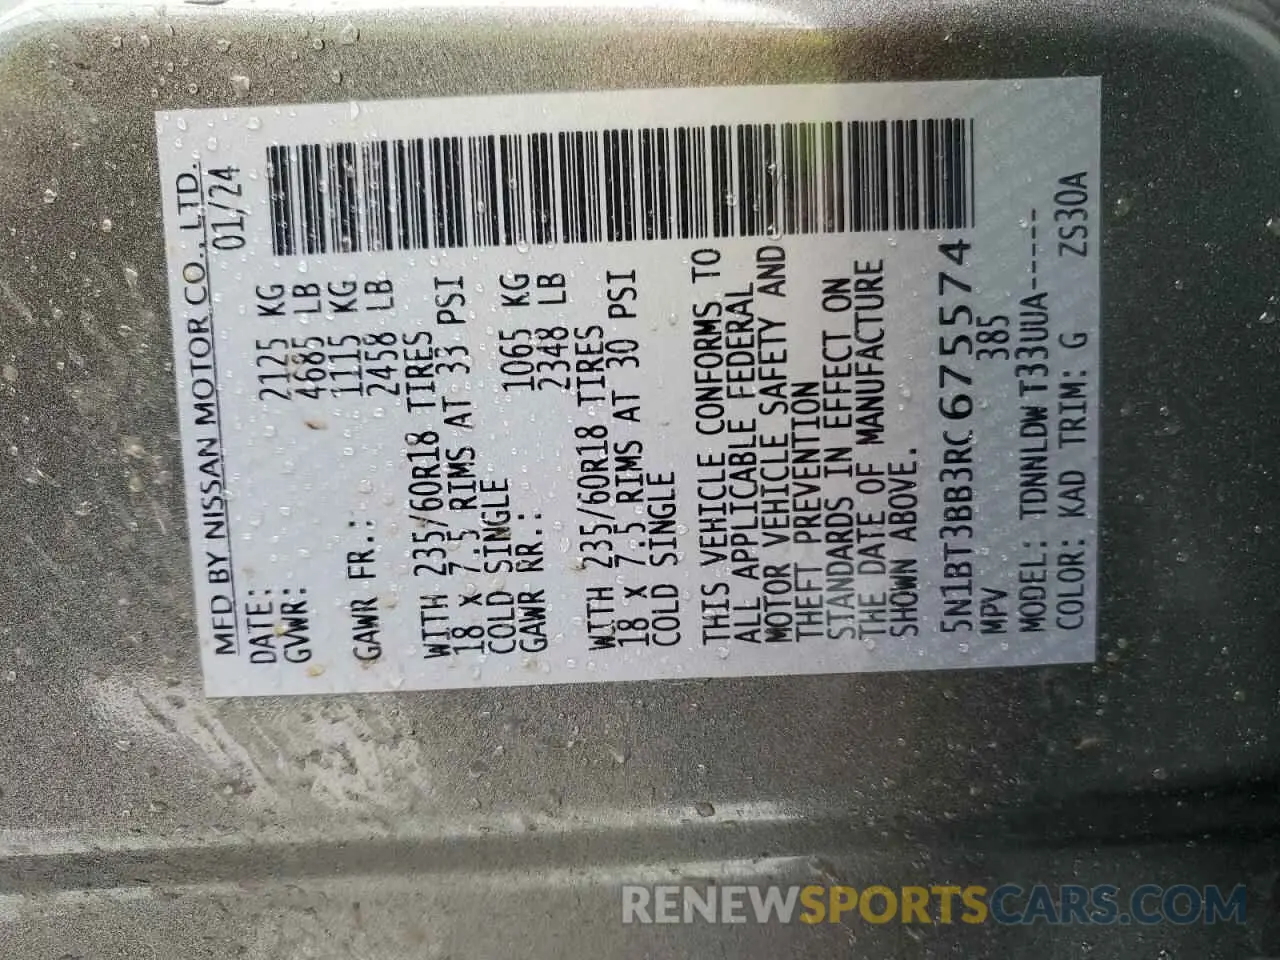 MFD BY NISSAN MOTOR CO., LTD.
DATE: 01/24
GVWR: 2125 KG
4685 LB
GAWR FR.: 1115 KG
2458 LB
WITH 235/60R18 TIRES
18 X 7.5 RIMS AT 33 PSI
COLD SINGLE
GAWR RR.: 1065 KG
2348 LB
WITH 235/60R18 TIRES
18 X 7.5 RIMS AT 30 PSI
COLD SINGLE
THIS VEHICLE CONFORMS TO
ALL APPLICABLE FEDERAL
MOTOR VEHICLE SAFETY AND
THEFT PREVENTION
STANDARDS IN EFFECT ON
THE DATE OF MANUFACTURE
SHOWN ABOVE.
5N1BT3BB3RC675574
MPV 385
MODEL: TDNNLDW T33UUA-----
COLOR: KAD TRIM: G ZS30A
RENEWSPORTSCARS.COM